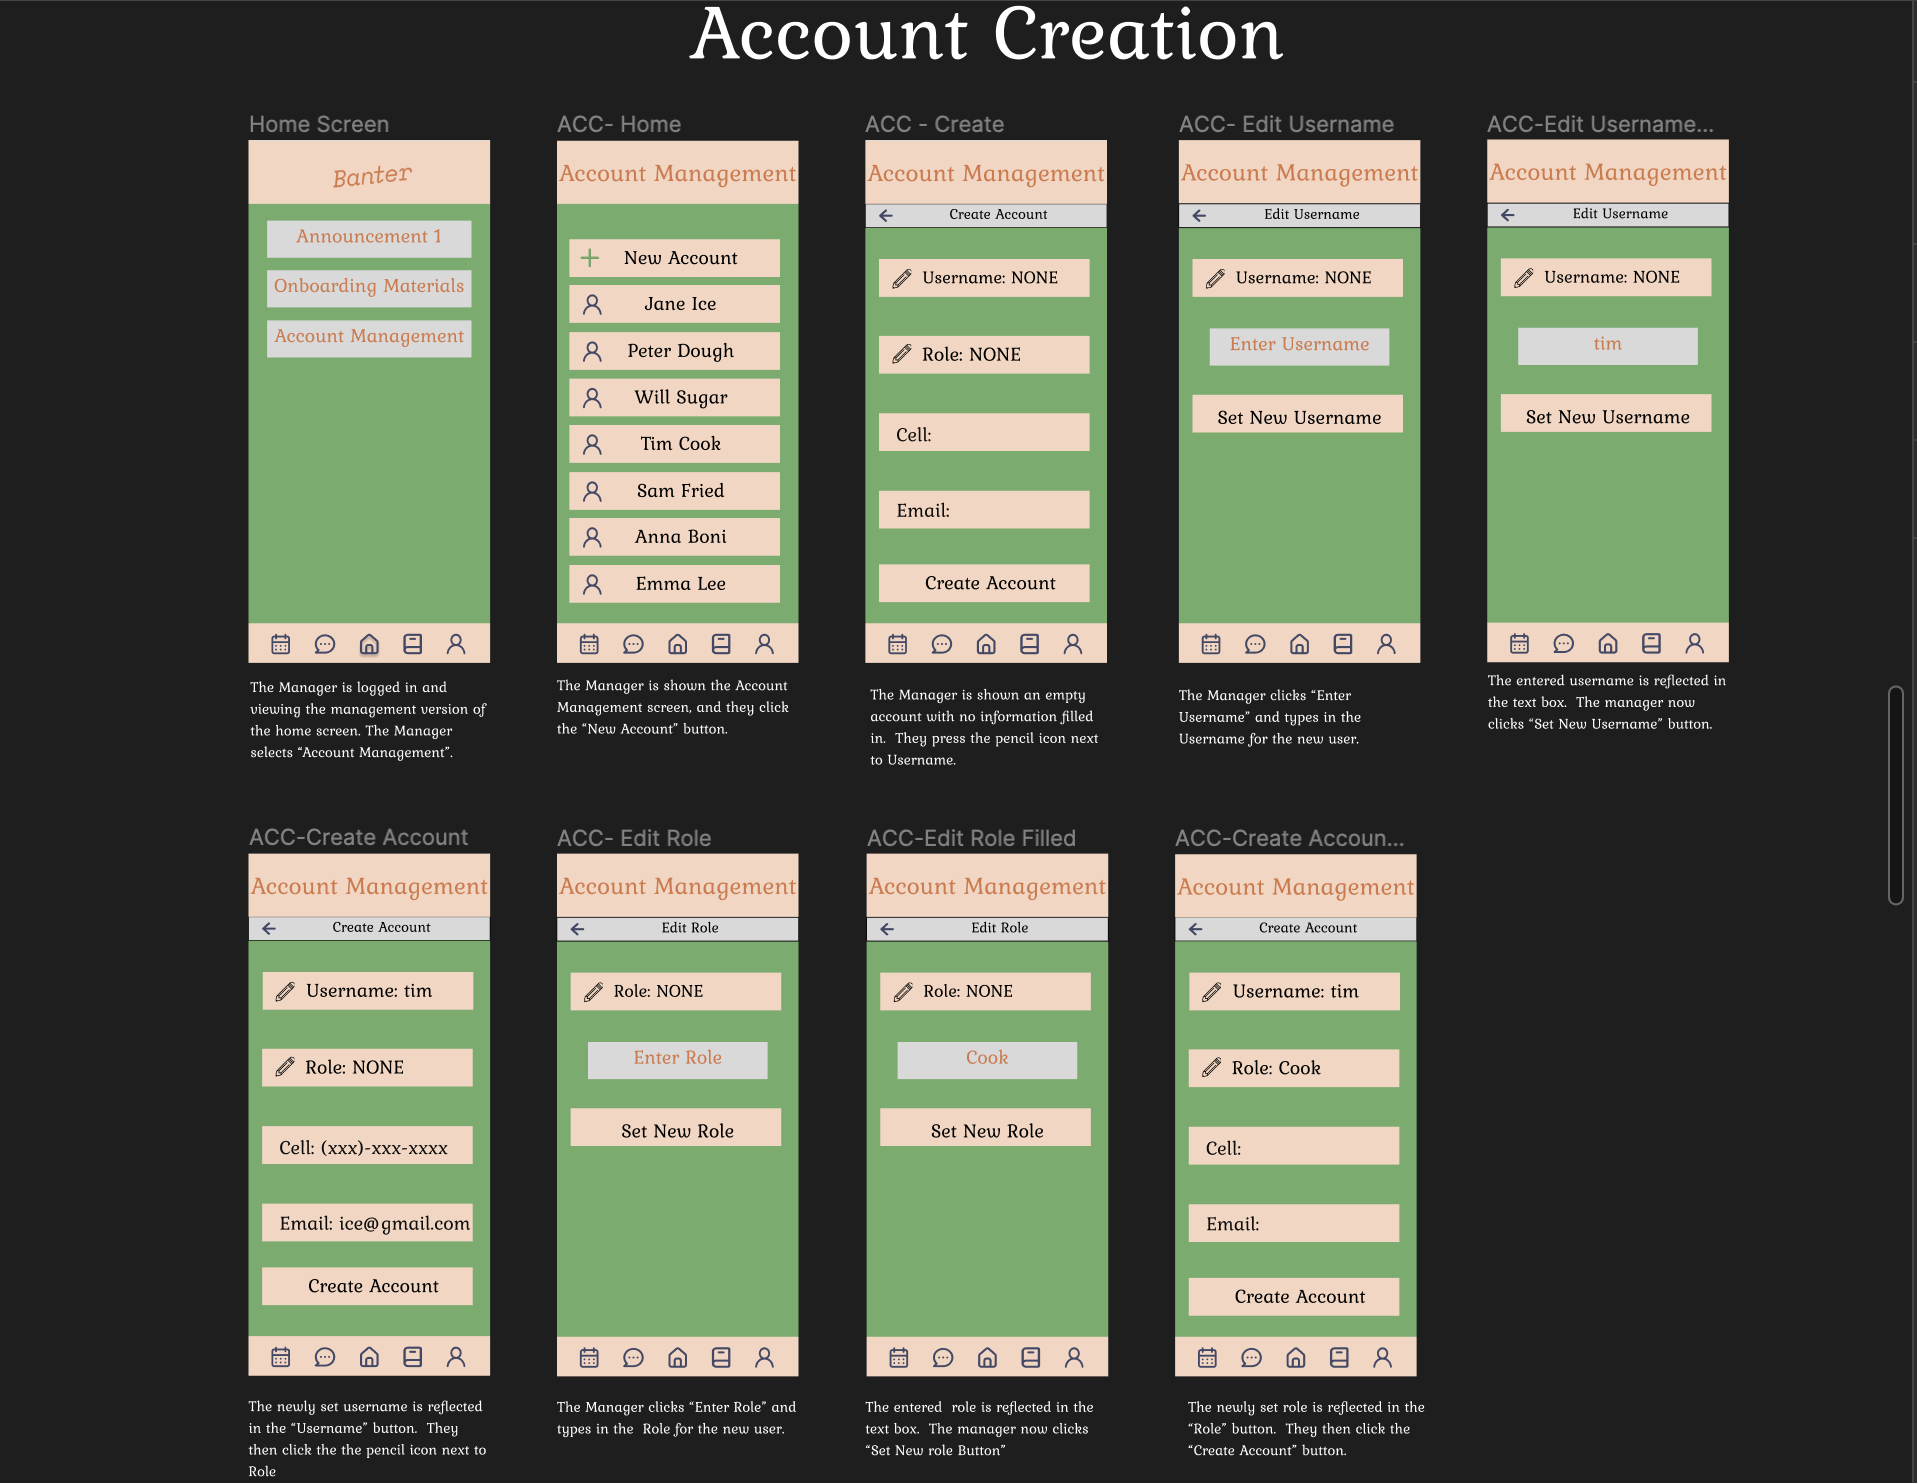 Account Creation
Home Screen
Banter
Announcement 1
Onboarding Materials
Account Management
The Manager is logged in and
viewing the management version of
the home screen. The Manager
selects “Account Management”.
ACC- Home
Account Management
New Account
Jane Ice
Peter Dough
Will Sugar
Tim Cook
Sam Fried
Anna Boni
Emma Lee
The Manager is shown the Account
Management screen, and they click
the “New Account” button.
ACC - Create
Account Management
Create Account
Username: NONE
Role: NONE
Cell:
Email:
Create Account
The Manager is shown an empty
account with no information filled
in.  They press the pencil icon next
to Username.
ACC- Edit Username
Account Management
Edit Username
Username: NONE
Enter Username
Set New Username
The Manager clicks “Enter
Username” and types in the
Username for the new user.
ACC-Edit Username...
Account Management
Edit Username
Username: NONE
tim
Set New Username
The entered username is reflected in
the text box.  The manager now
clicks “Set New Username” button.
ACC-Create Account
Account Management
Create Account
Username: tim
Role: NONE
Cell: (xxx)-xxx-xxxx
Email: ice@gmail.com
Create Account
The newly set username is reflected
in the “Username” button.  They
then click the the pencil icon next to
Role
ACC- Edit Role
Account Management
Edit Role
Role: NONE
Enter Role
Set New Role
The Manager clicks “Enter Role” and
types in the  Role for the new user.
ACC-Edit Role Filled
Account Management
Edit Role
Role: NONE
Cook
Set New Role
The entered  role is reflected in the
text box.  The manager now clicks
“Set New role Button”
ACC-Create Accoun...
Account Management
Create Account
Username: tim
Role: Cook
Cell:
Email:
Create Account
The newly set role is reflected in the
“Role” button.  They then click the
“Create Account” button.